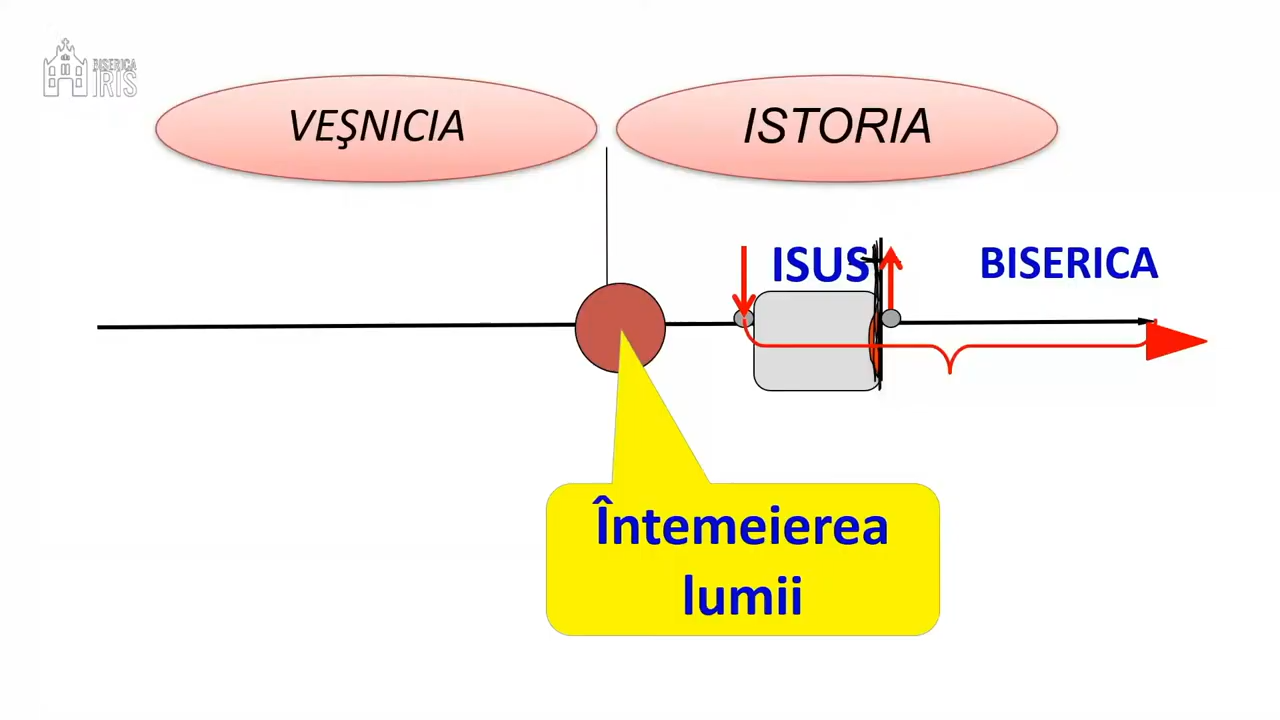 BISERICA
IRIS
VEŞNICIA
ISTORIA
ISUS
BISERICA
Întemeierea
lumii